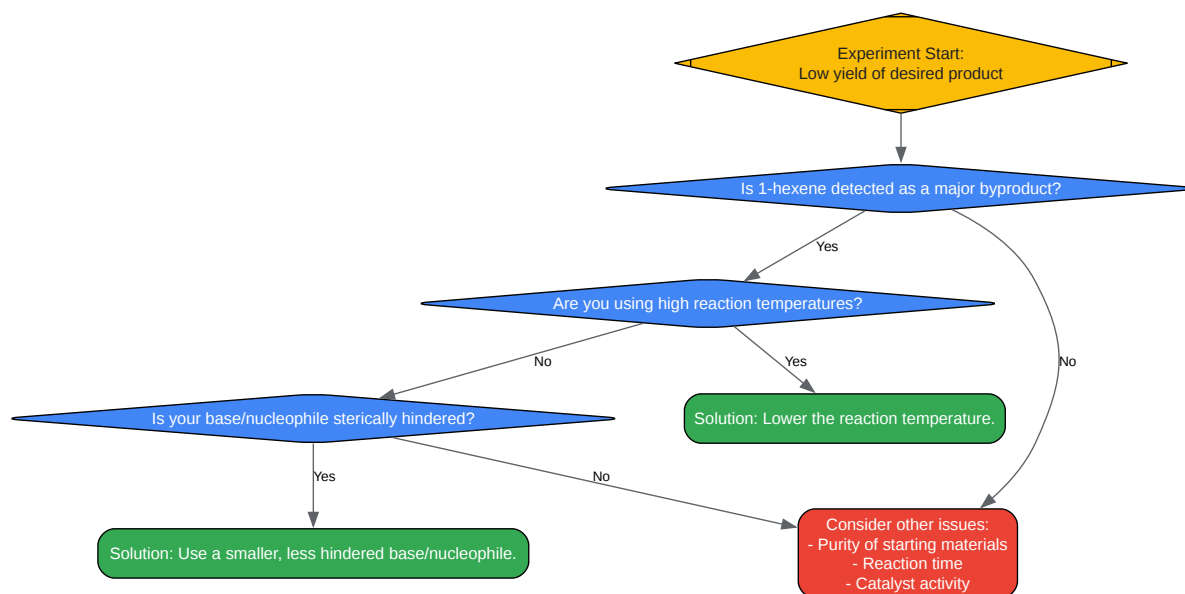 Experiment Start:
Low yield of desired product
Is 1-hexene detected as a major byproduct?
Yes
Are you using high reaction temperatures?
No
Yes
No
Is your base/nucleophile sterically hindered?
Solution: Lower the reaction temperature.
Yes
No
Solution: Use a smaller, less hindered base/nucleophile.
Consider other issues:
- Purity of starting materials
- Reaction time
- Catalyst activity